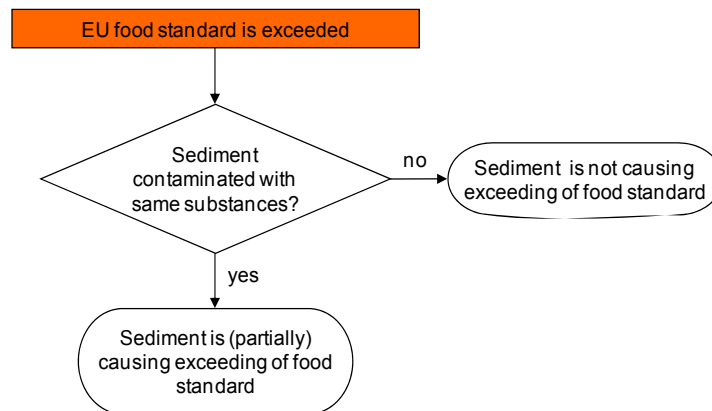 EU food standard is exceeded
Sediment
contaminated with
same substances?
no
Sediment is not causing
exceeding of food standard
yes
Sediment is (partially)
causing exceeding of food
standard